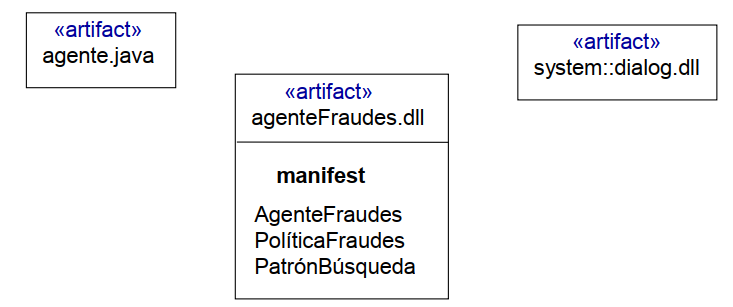 «artifact»
agente.java
«artifact»
agenteFraudes.dll
manifest
AgenteFraudes
PolíticaFraudes
PatrónBúsqueda
«artifact»
system::dialog.dll